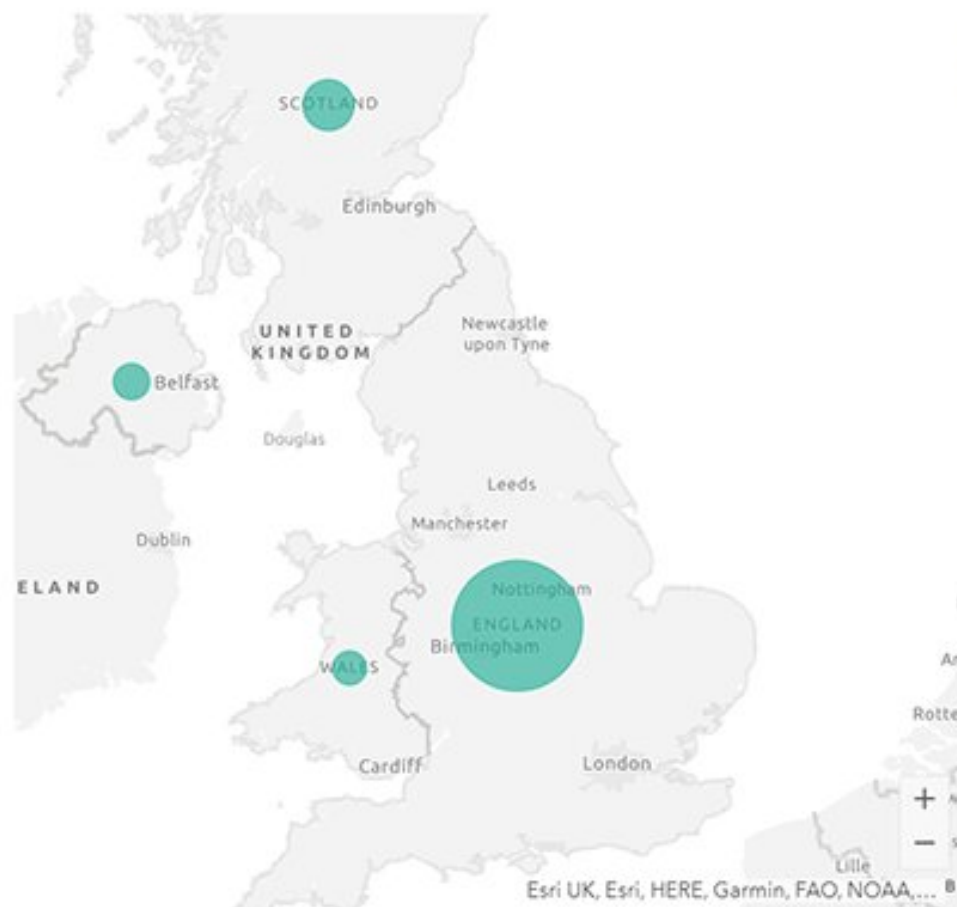 SCOTLAND
Edinburgh
UNITED
KINGDOM
Newcastle
upon Tyne
Belfast
Douglas
Leeds
Manchester
Dublin
ELAND
Nottingham
ENGLAND
Birmingham
WALES
An
Rotte
Cardiff
London
+
−
Lille
B
Esri UK, Esri, HERE, Garmin, FAO, NOAA,...